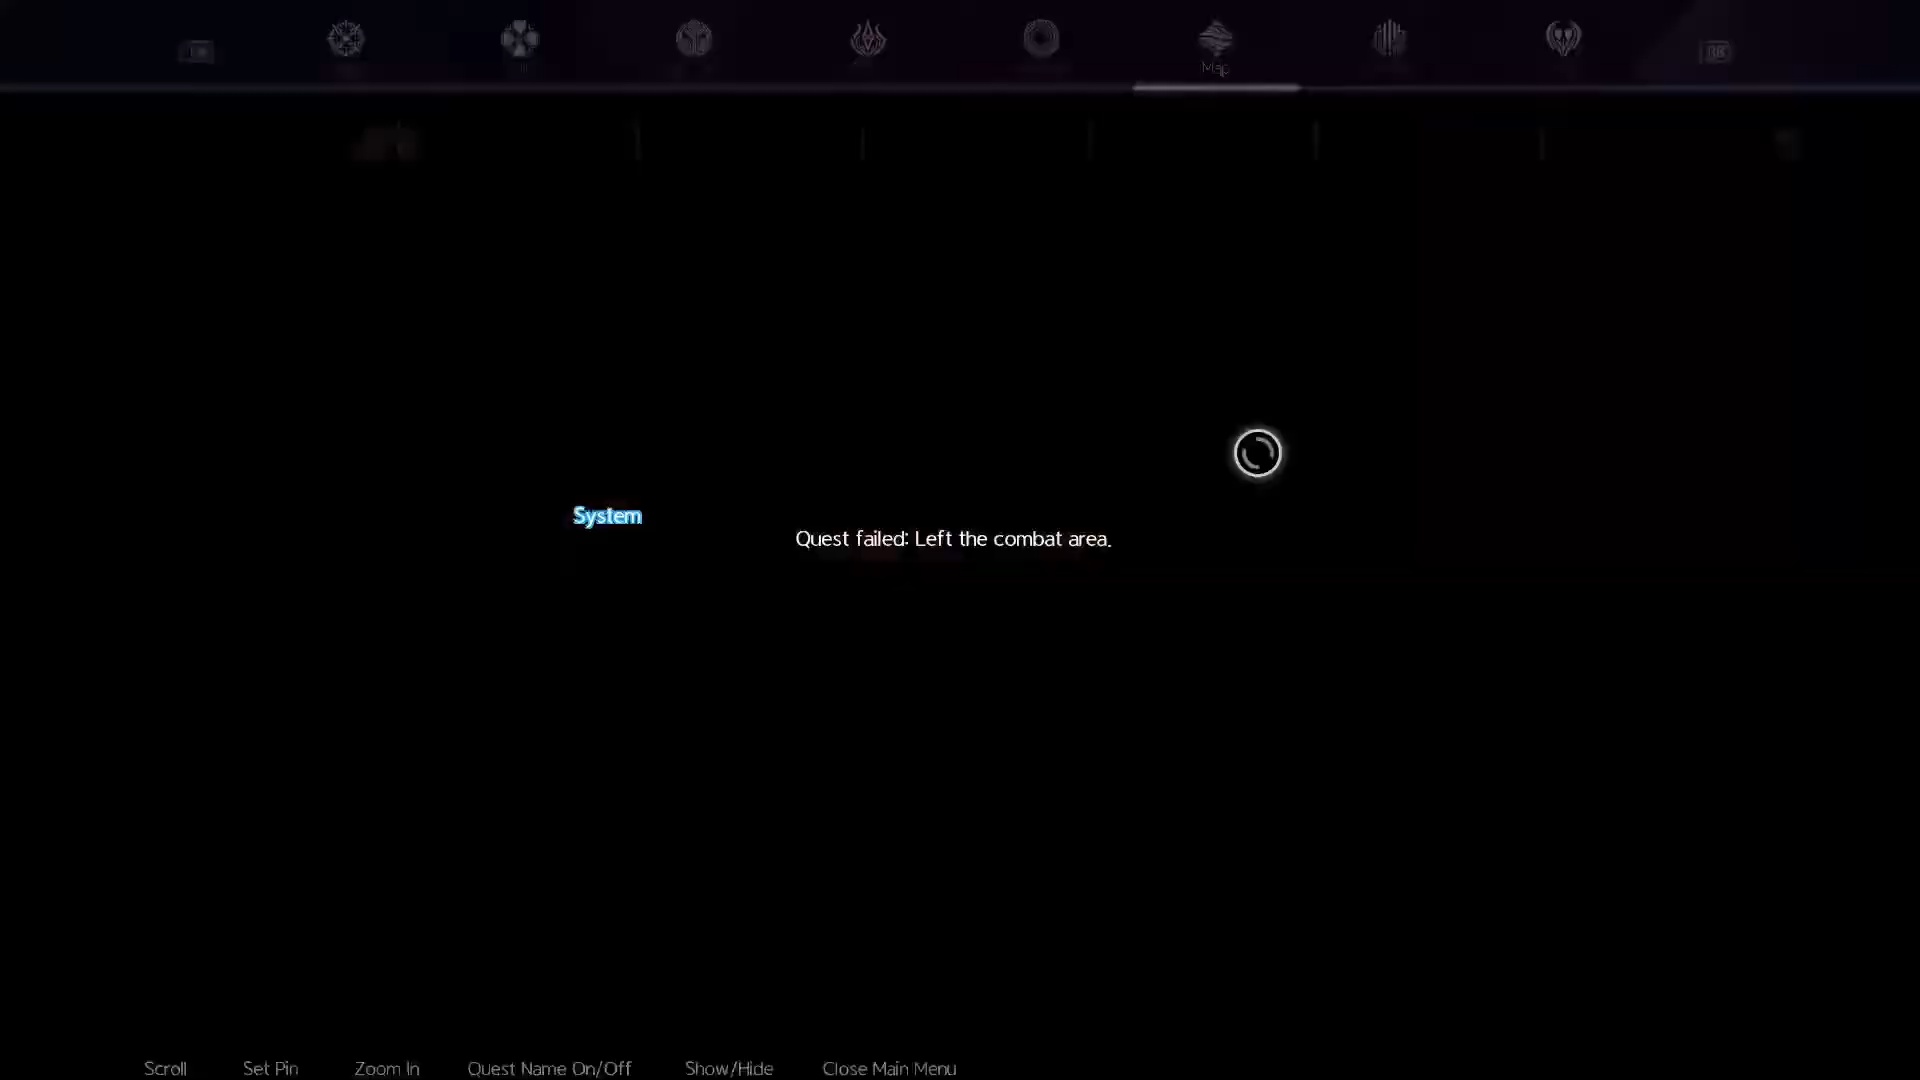 Map
System
Quest failed: Left the combat area.
Scroll Set Pin Zoom In Quest Name On/Off Show/Hide Close Main Menu